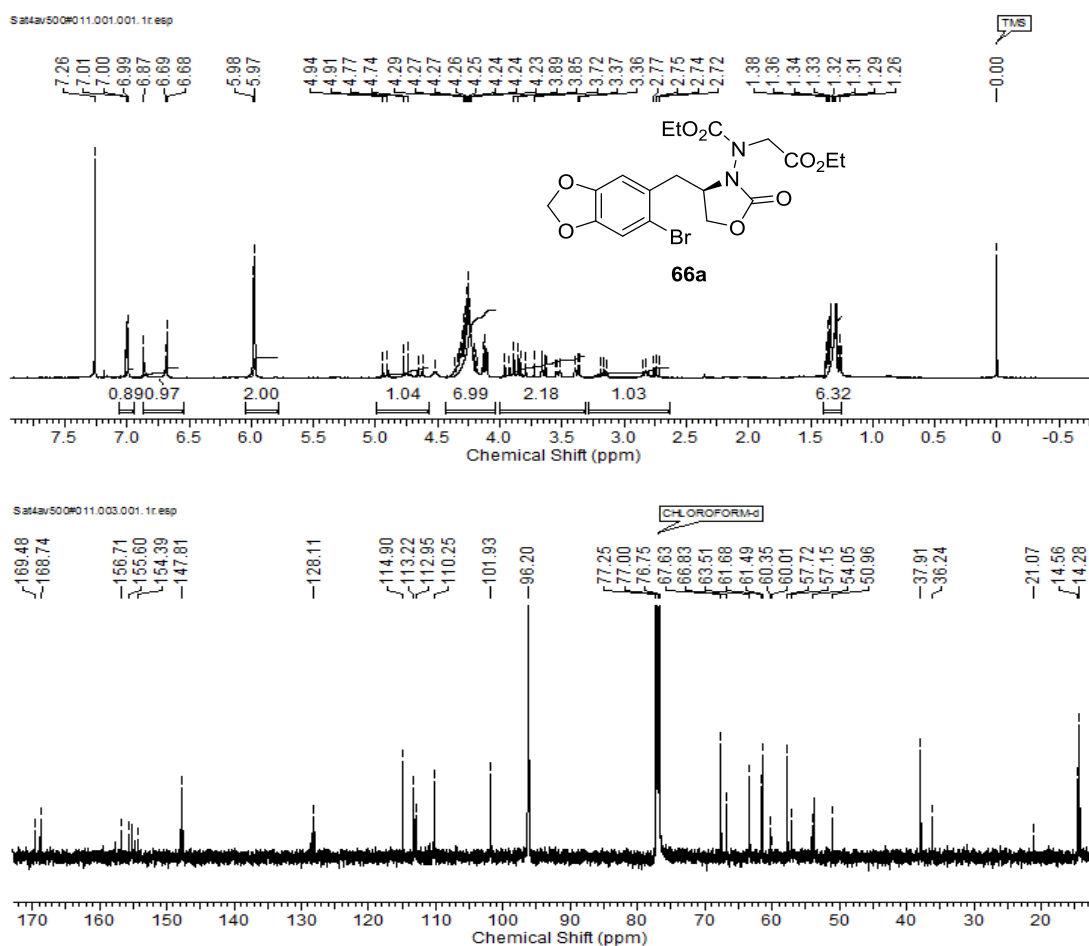 Sat4av500#011.001.001.1r.esp
TMS
7.26 7.01 7.00 6.99 6.87 6.69 6.68 5.98 5.97 4.94 4.91 4.77 4.74 4.29 4.27 4.27 4.26 4.25 4.24 4.24 4.23 3.89 3.85 3.72 3.37 3.36 2.77 2.75 2.74 2.72 1.38 1.36 1.34 1.33 1.32 1.31 1.29 1.26 0.00
EtO2C
N
CO2Et
N
O
O
O
O
Br
66a
0.89 0.97 2.00 1.04 6.99 2.18 1.03 6.32
7.5 7.0 6.5 6.0 5.5 5.0 4.5 4.0 3.5 3.0 2.5 2.0 1.5 1.0 0.5 0 -0.5
Chemical Shift (ppm)
Sat4av500#011.003.001.1r.esp
CHLOROFORM-d
169.48 168.74 156.71 155.60 154.39 147.81 128.11 114.90 113.22 112.95 110.25 101.93 96.20 77.25 77.00 76.75 67.63 66.83 63.51 61.68 61.49 60.35 60.01 57.72 57.15 54.05 50.96 37.91 36.24 21.07 14.56 14.28
170 160 150 140 130 120 110 100 90 80 70 60 50 40 30 20
Chemical Shift (ppm)